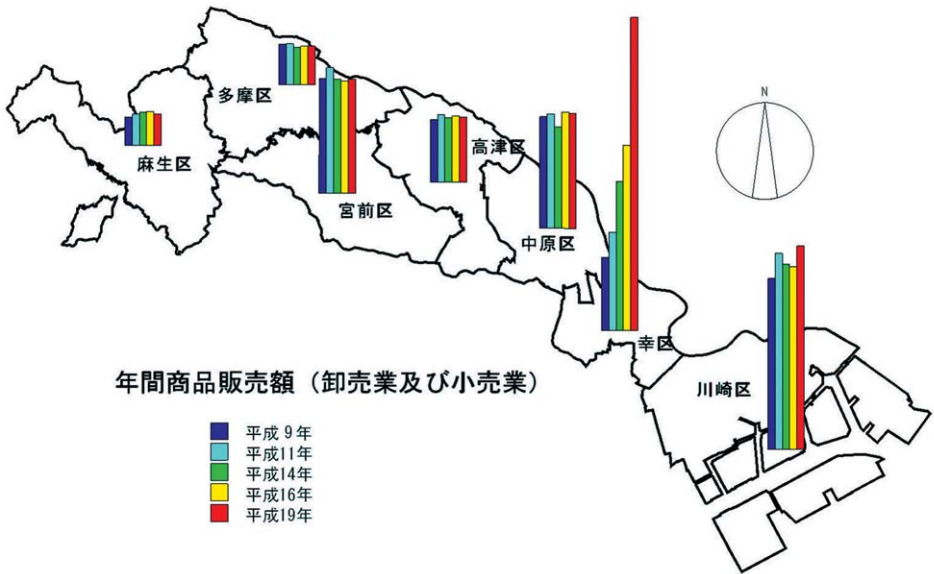 N
多摩区
麻生区
宮前区
高津区
中原区
幸区
川崎区
年間商品販売額（卸売業及び小売業）
平成９年
平成11年
平成14年
平成16年
平成19年